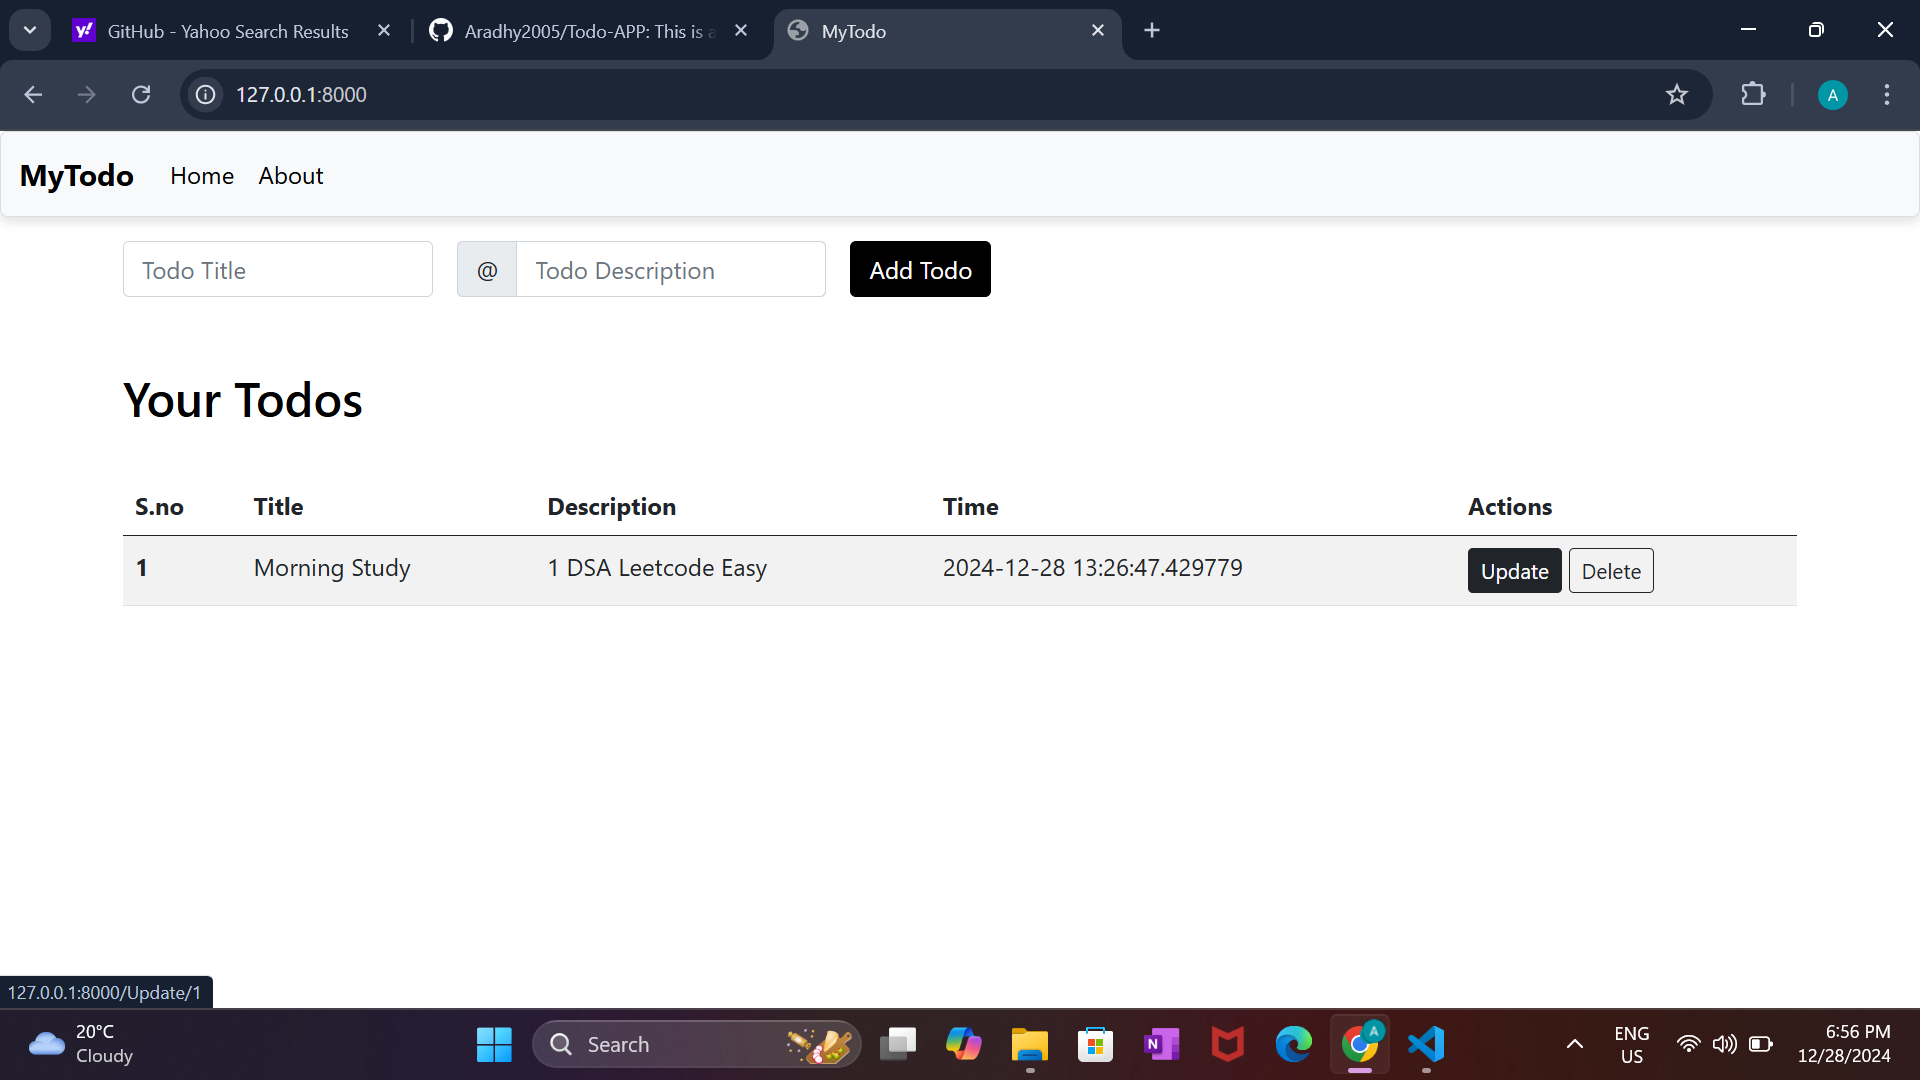 GitHub - Yahoo Search Results
Aradhy2005/Todo-APP: This is a
MyTodo
127.0.0.1:8000
A
MyTodo Home About
Todo Title @ Todo Description Add Todo
Your Todos
S.no Title Description Time Actions
1 Morning Study 1 DSA Leetcode Easy 2024-12-28 13:26:47.429779 Update Delete
127.0.0.1:8000/Update/1
20°C
Cloudy
Search
N
A
ENG
US
6:56 PM
12/28/2024